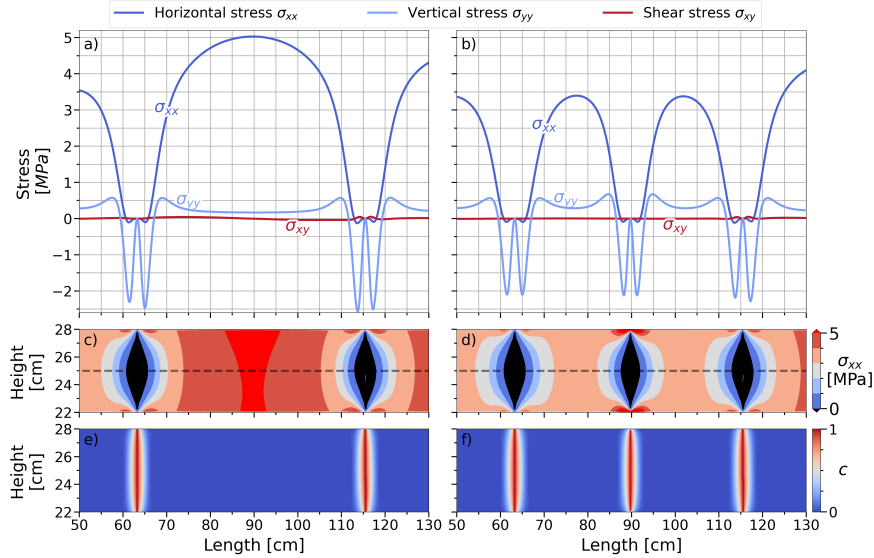 Horizontal stress σxx Vertical stress σyy Shear stress σxy
a) b)
5
4
3
2
1
0
−1
−2
Stress
[MPa]
σxx σxx
σyy σyy
σxy σxy
c) d)
28
26
24
22
Height
[cm]
5
0
σxx
[MPa]
e) f)
28
26
24
22
Height
[cm]
1
0
c
50 60 70 80 90 100 110 120 130 50 60 70 80 90 100 110 120 130
Length [cm] Length [cm]